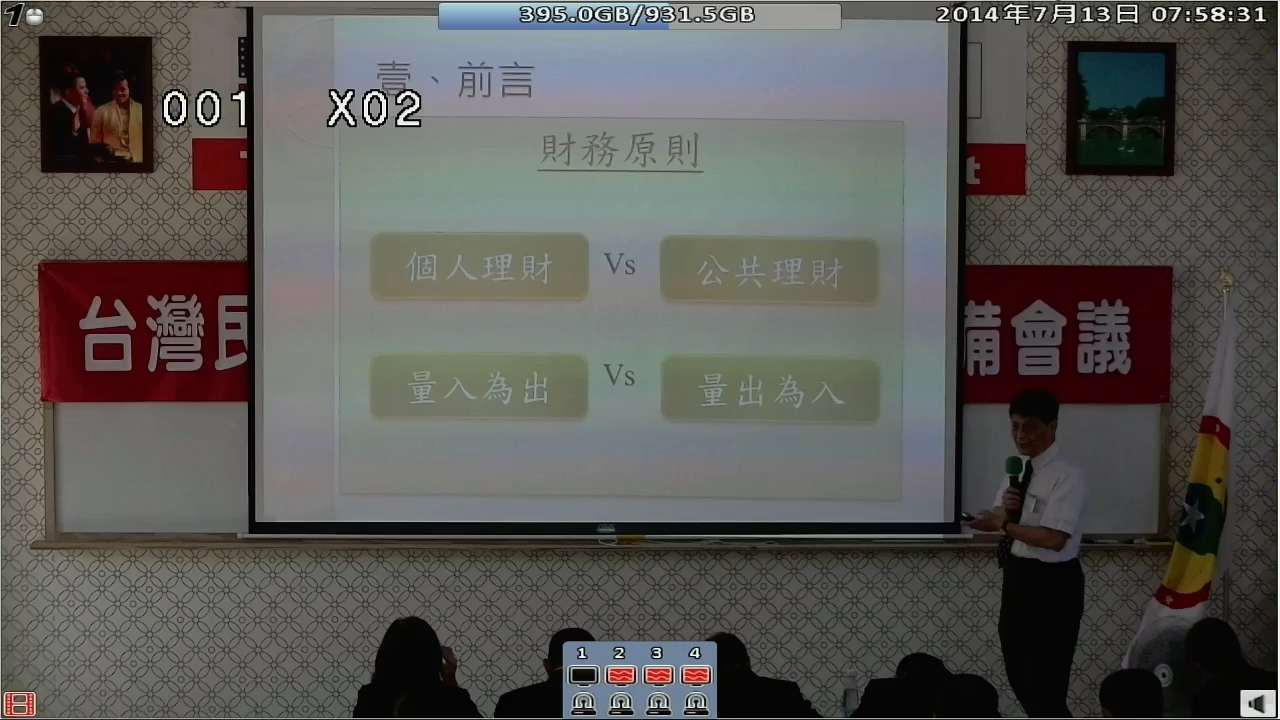 1
395.0GB/931.5GB
2014年7月13日 07:58:31
001
X02
壹、前言
財務原則
個人理財 Vs 公共理財
量入為出 Vs 量出為入
t
台灣民
備會議
1 2 3 4